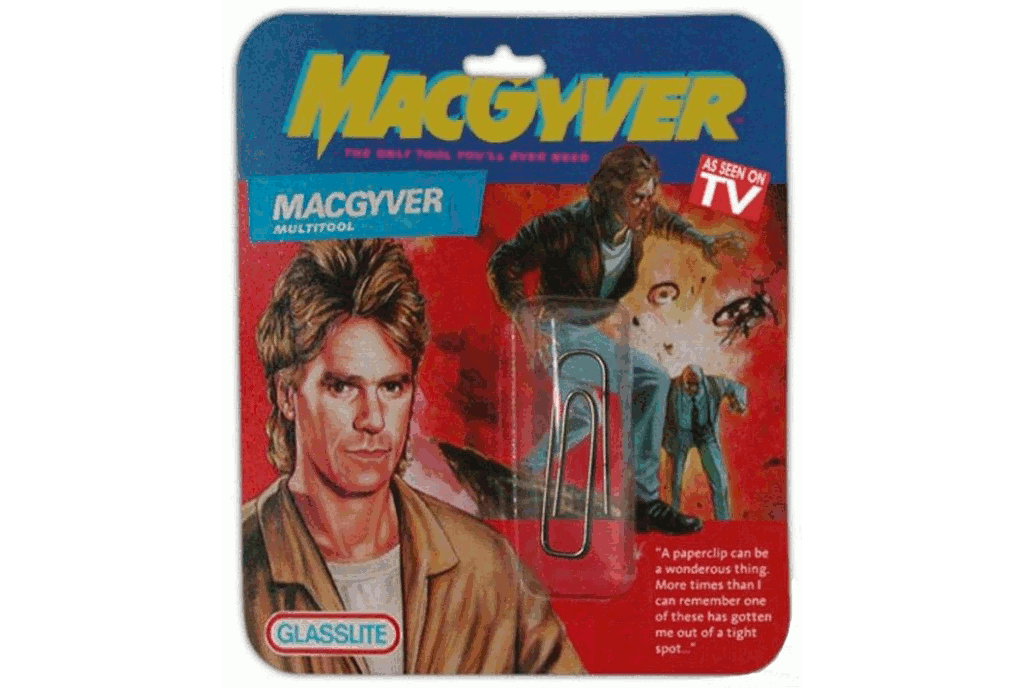 MACGYVER
THE ONLY TOOL YOU'LL EVER NEED
AS SEEN ON
TV
MACGYVER
MULTITOOL
"A paperclip can be
a wonderous thing.
More times than I
can remember one
of these has gotten
me out of a tight
spot..."
GLASSLITE